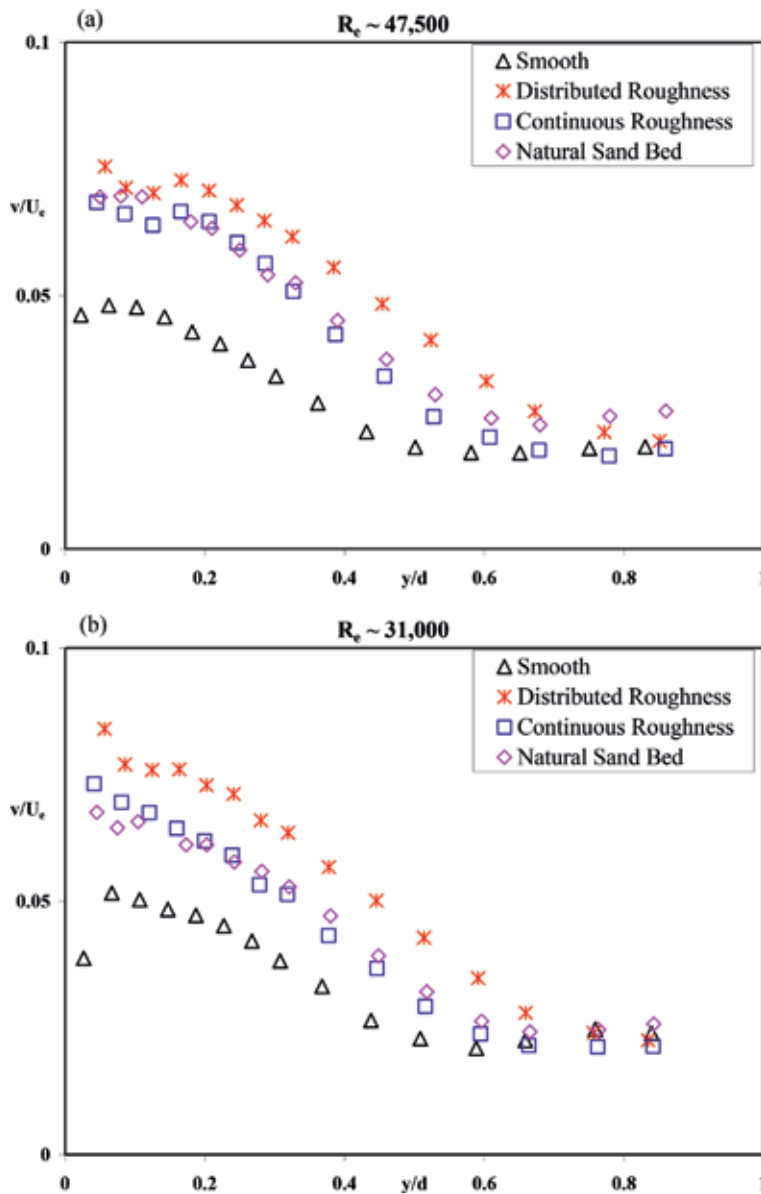 (a)
Rₑ ~ 47,500
0.1
Smooth
Distributed Roughness
Continuous Roughness
Natural Sand Bed
v/Uₑ
0.05
0
0 0.2 0.4 y/d 0.6 0.8 1
(b)
Rₑ ~ 31,000
0.1
Smooth
Distributed Roughness
Continuous Roughness
Natural Sand Bed
v/Uₑ
0.05
0
0 0.2 0.4 y/d 0.6 0.8 1